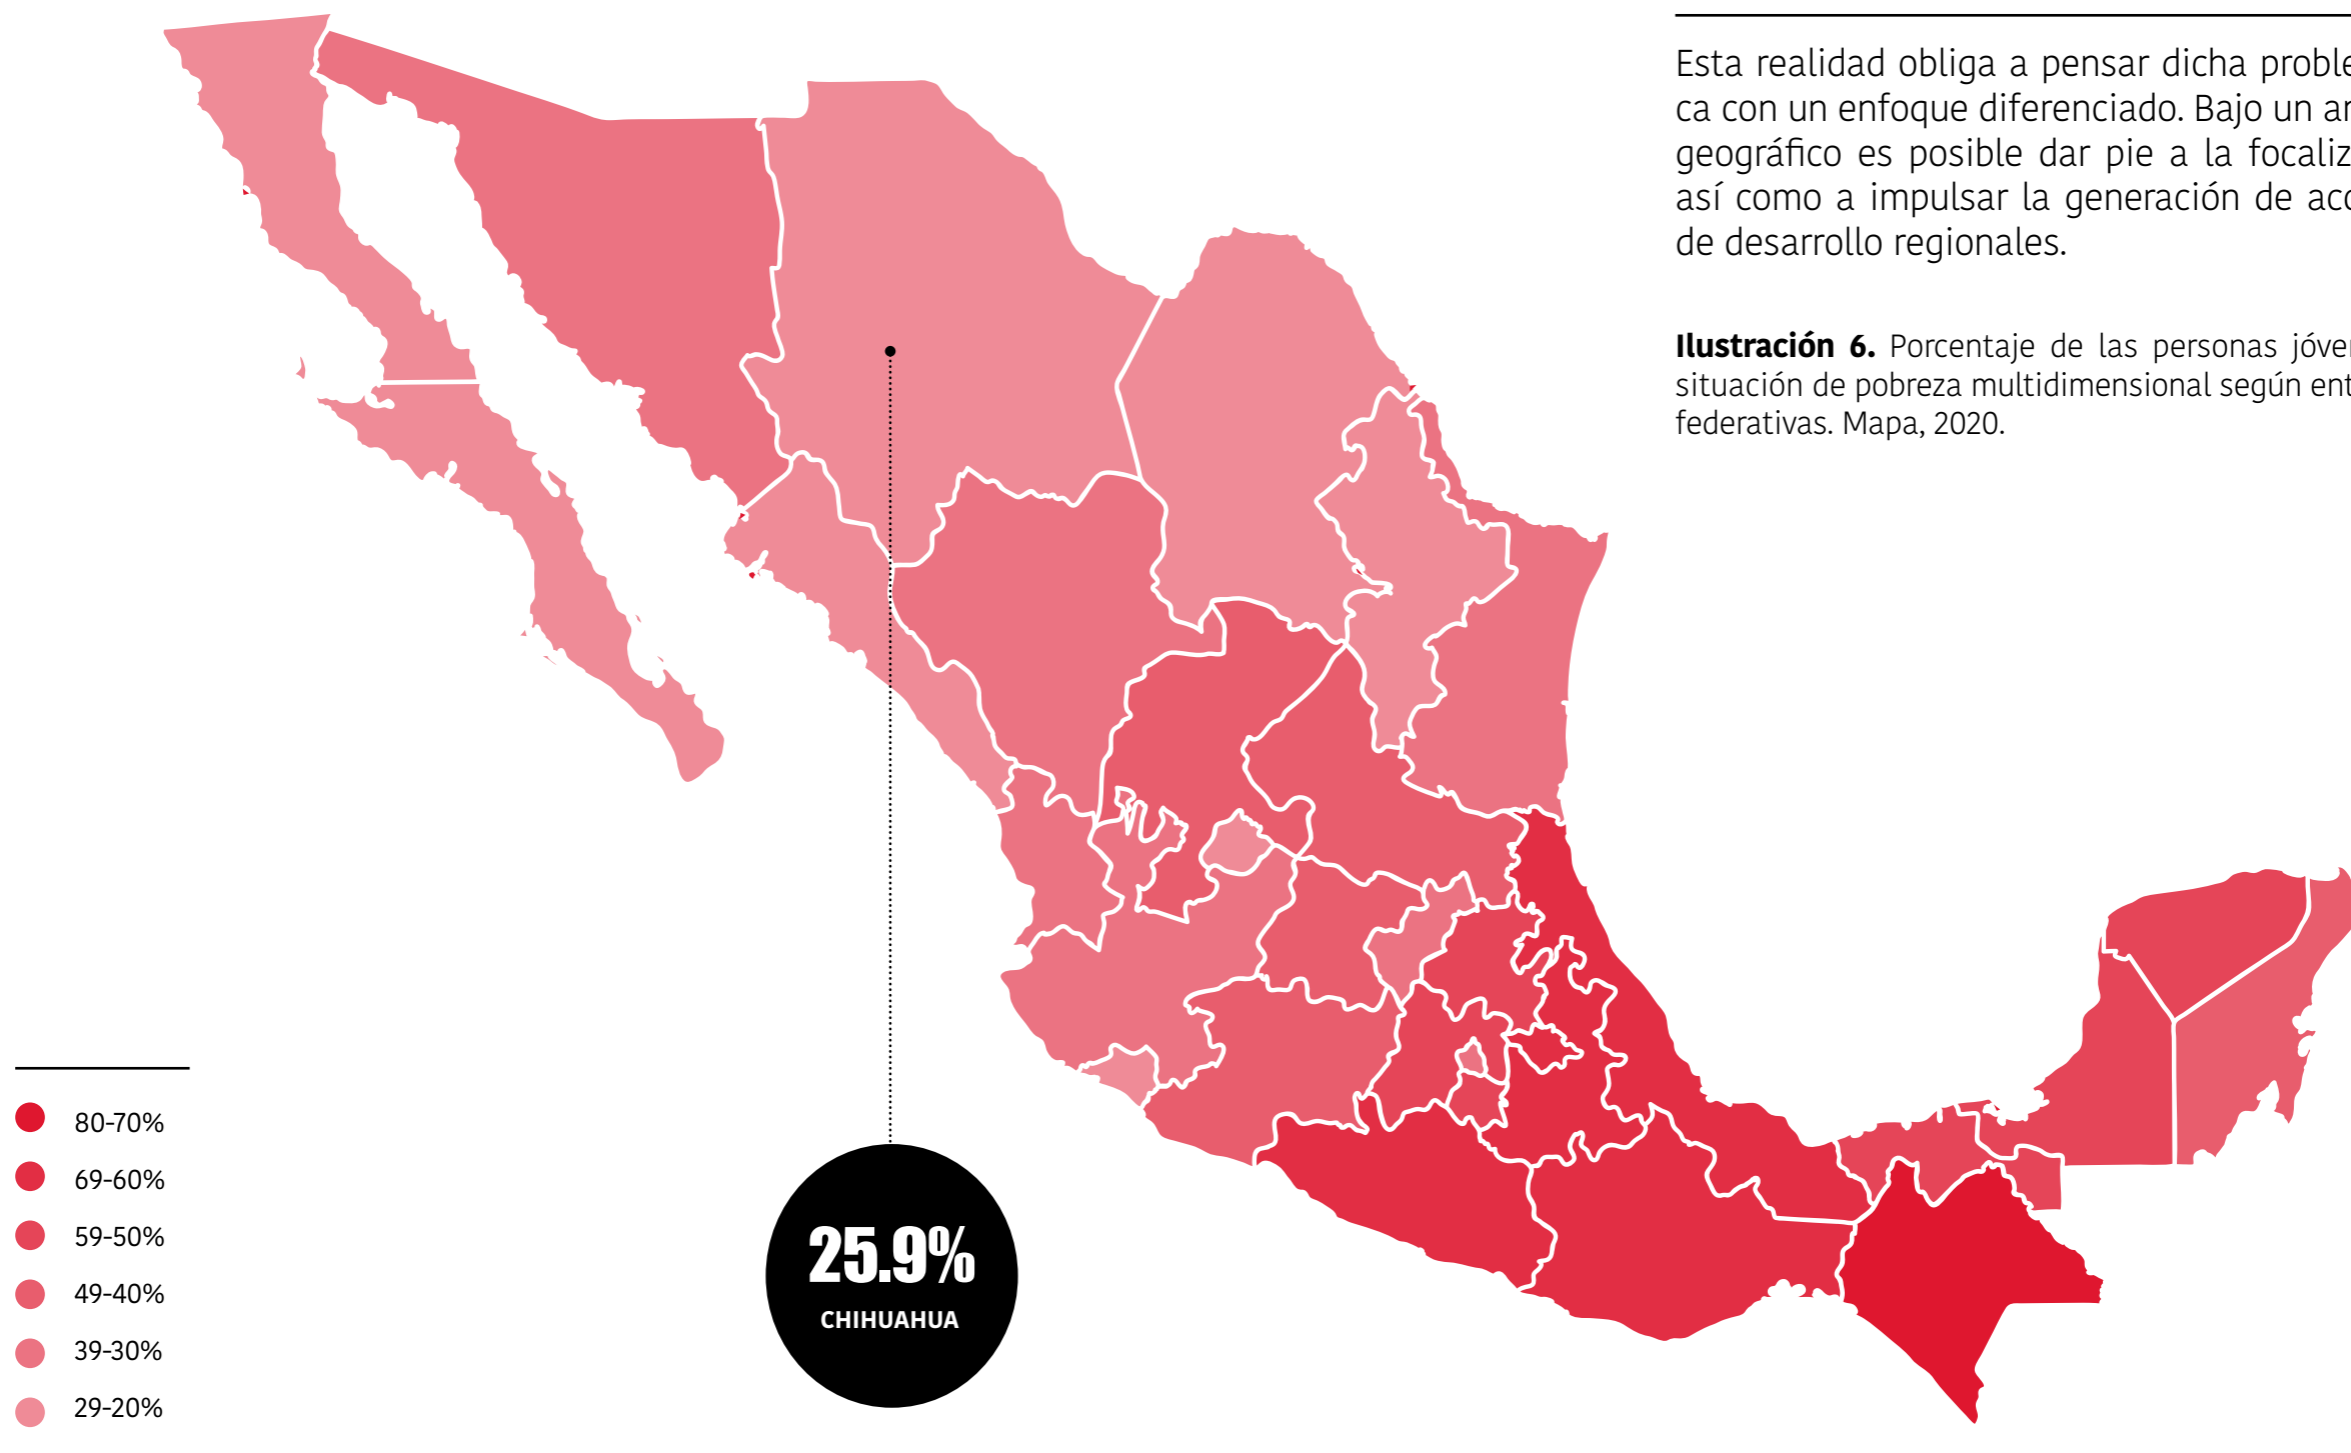 Esta realidad obliga a pensar dicha proble
ca con un enfoque diferenciado. Bajo un
geográfico es posible dar pie a la focaliz
así como a impulsar la generación de acc
de desarrollo regionales.
Ilustración 6. Porcentaje de las personas jóve
situación de pobreza multidimensional según ent
federativas. Mapa, 2020.
80-70%
69-60%
59-50%
49-40%
39-30%
29-20%
25.9%
CHIHUAHUA